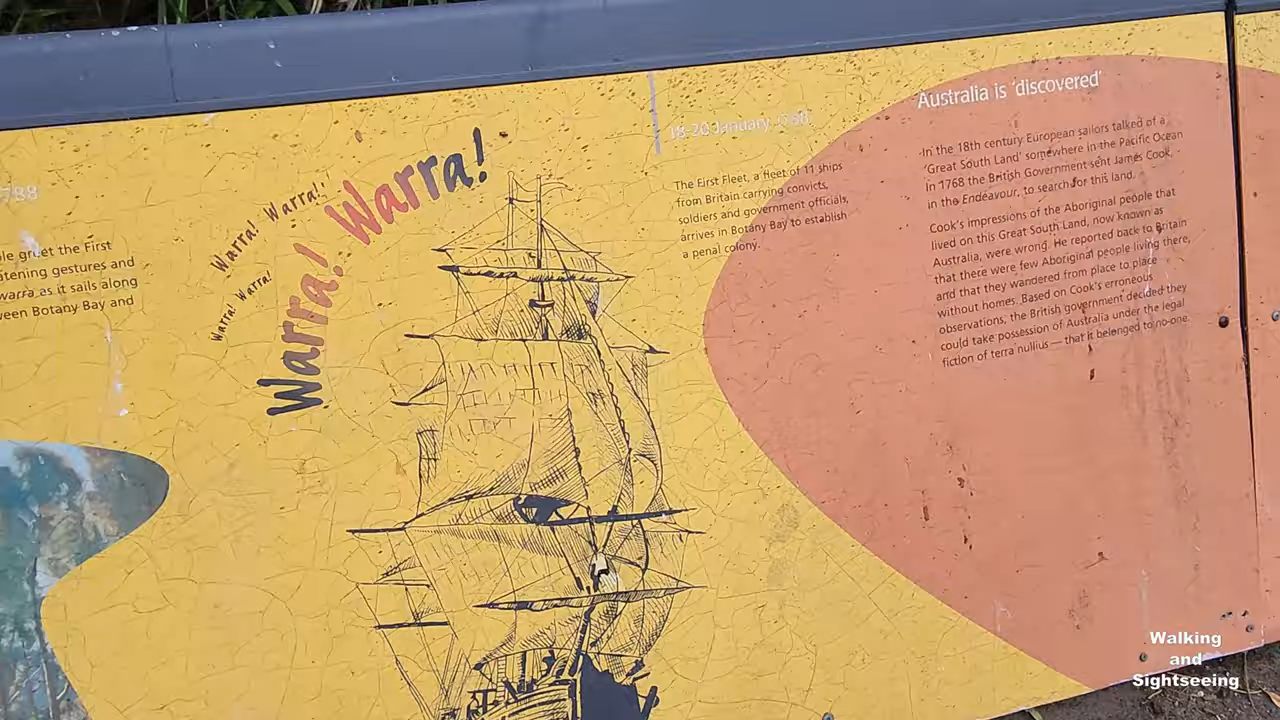 788
le greet the First
atening gestures and
warra as it sails along
ween Botany Bay and
Warra! Warra!
Warra! Warra!
Warra! Warra!
18-20 January 1788
The First Fleet, a fleet of 11 ships
from Britain carrying convicts,
soldiers and government officials,
arrives in Botany Bay to establish
a penal colony.
Australia is 'discovered'
In the 18th century European sailors talked of a
'Great South Land' somewhere in the Pacific Ocean
In 1768 the British Government sent James Cook,
in the Endeavour, to search for this land.
Cook's impressions of the Aboriginal people that
lived on this Great South Land, now known as
Australia, were wrong. He reported back to Britain
that there were few Aboriginal people living there,
and that they wandered from place to place
without homes. Based on Cook's erroneous
observations, the British government decided they
could take possession of Australia under the legal
fiction of terra nullius — that it belonged to no-one.
Walking
and
Sightseeing